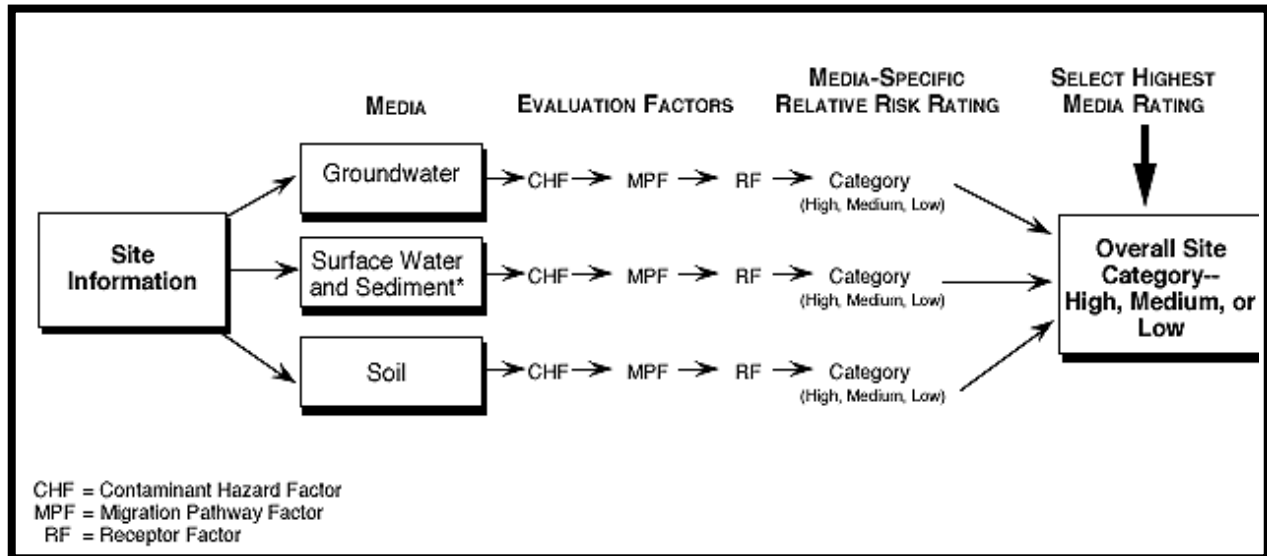 MEDIA
EVALUATION FACTORS
MEDIA-SPECIFIC
RELATIVE RISK RATING
SELECT HIGHEST
MEDIA RATING
Site
Information
Groundwater
CHF
MPF
RF
Category
(High, Medium, Low)
Surface Water
and Sediment*
CHF
MPF
RF
Category
(High, Medium, Low)
Soil
CHF
MPF
RF
Category
(High, Medium, Low)
Overall Site
Category--
High, Medium, or
Low
CHF = Contaminant Hazard Factor
MPF = Migration Pathway Factor
RF = Receptor Factor